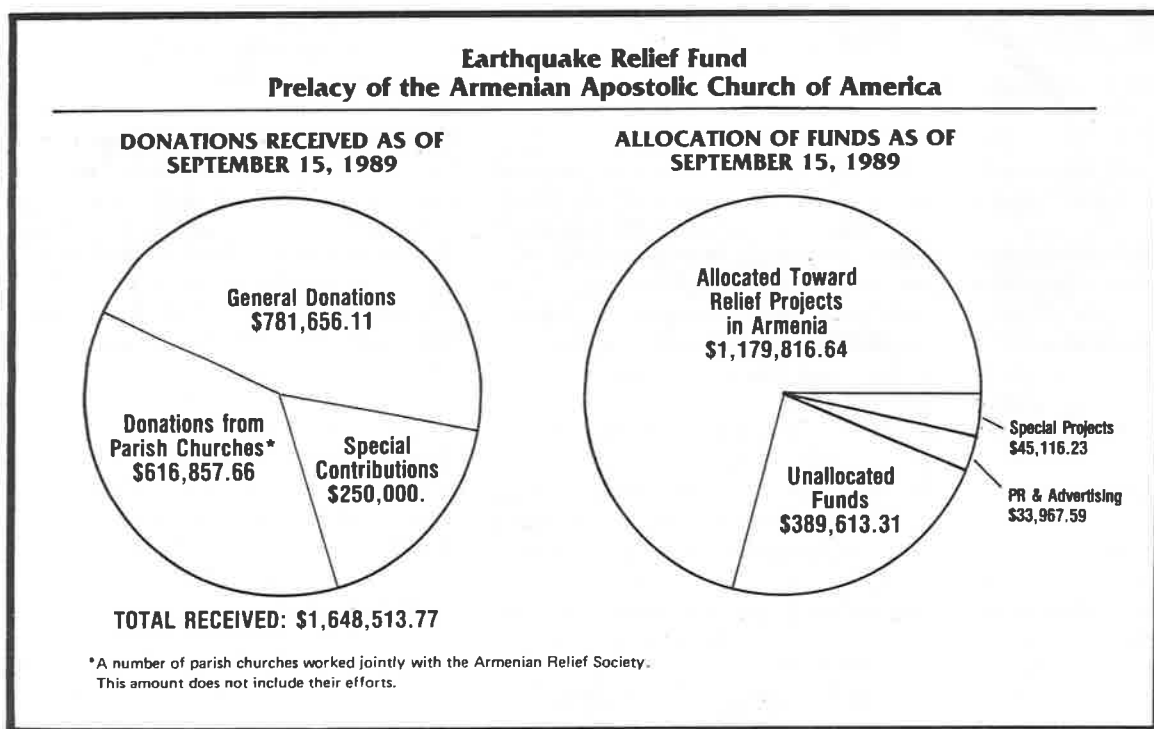 Earthquake Relief Fund
Prelacy of the Armenian Apostolic Church of America
DONATIONS RECEIVED AS OF
SEPTEMBER 15, 1989
General Donations
$781,656.11
Donations from
Parish Churches*
$616,857.66
Special
Contributions
$250,000.
TOTAL RECEIVED: $1,648,513.77
ALLOCATION OF FUNDS AS OF
SEPTEMBER 15, 1989
Allocated Toward
Relief Projects
in Armenia
$1,179,816.64
Special Projects
$45,116.23
PR & Advertising
$33,967.59
Unallocated
Funds
$389,613.31
*A number of parish churches worked jointly with the Armenian Relief Society.
This amount does not include their efforts.